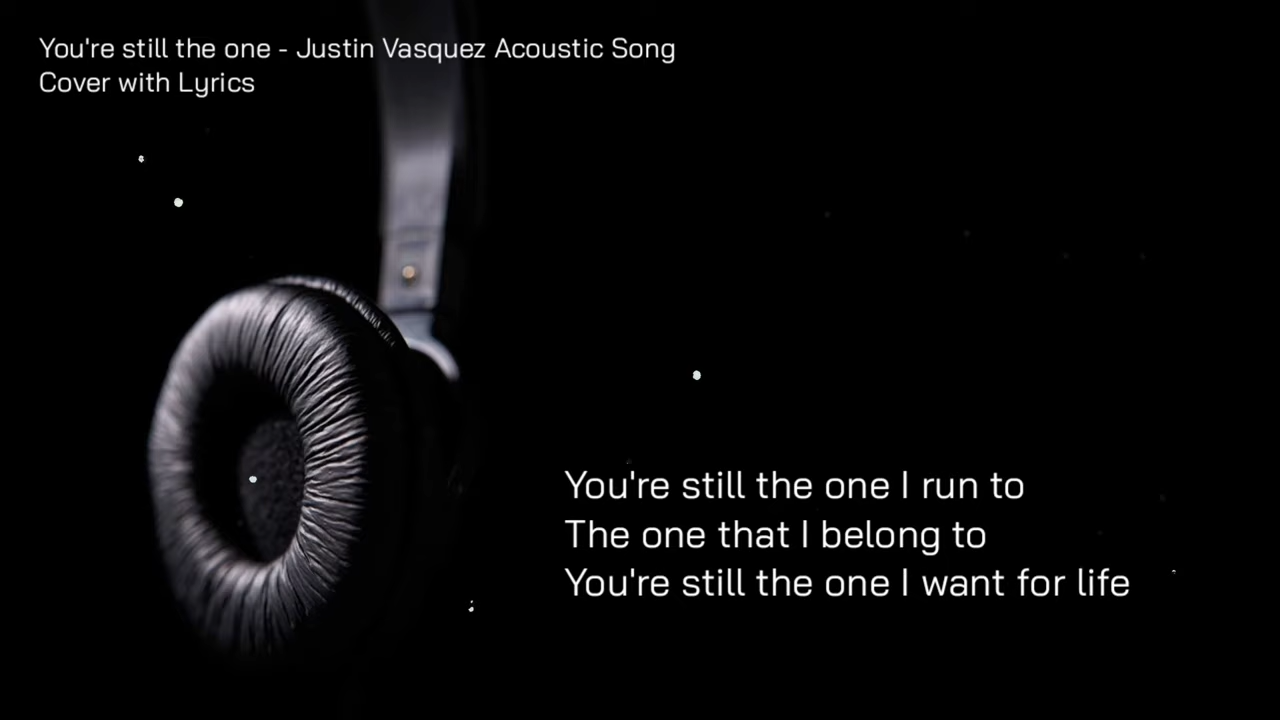 You're still the one - Justin Vasquez Acoustic Song
Cover with Lyrics
You're still the one I run to
The one that I belong to
You're still the one I want for life